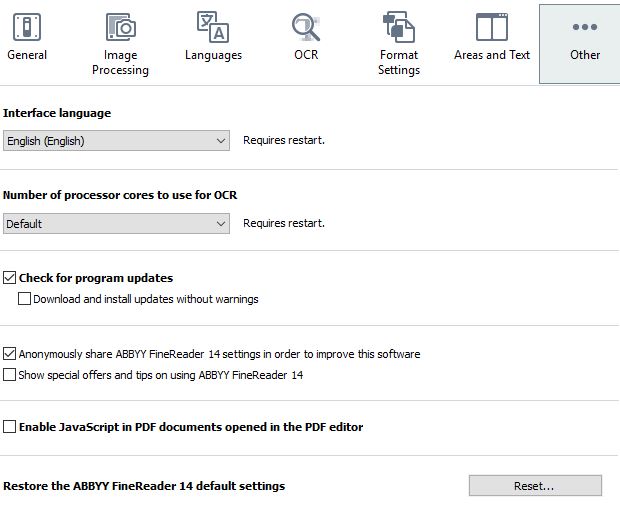 General
Image
Processing
Languages
OCR
Format
Settings
Areas and Text
Other
Interface language
English (English)
Requires restart.
Number of processor cores to use for OCR
Default
Requires restart.
Check for program updates
Download and install updates without warnings
Anonymously share ABBYY FineReader 14 settings in order to improve this software
Show special offers and tips on using ABBYY FineReader 14
Enable JavaScript in PDF documents opened in the PDF editor
Restore the ABBYY FineReader 14 default settings
Reset...